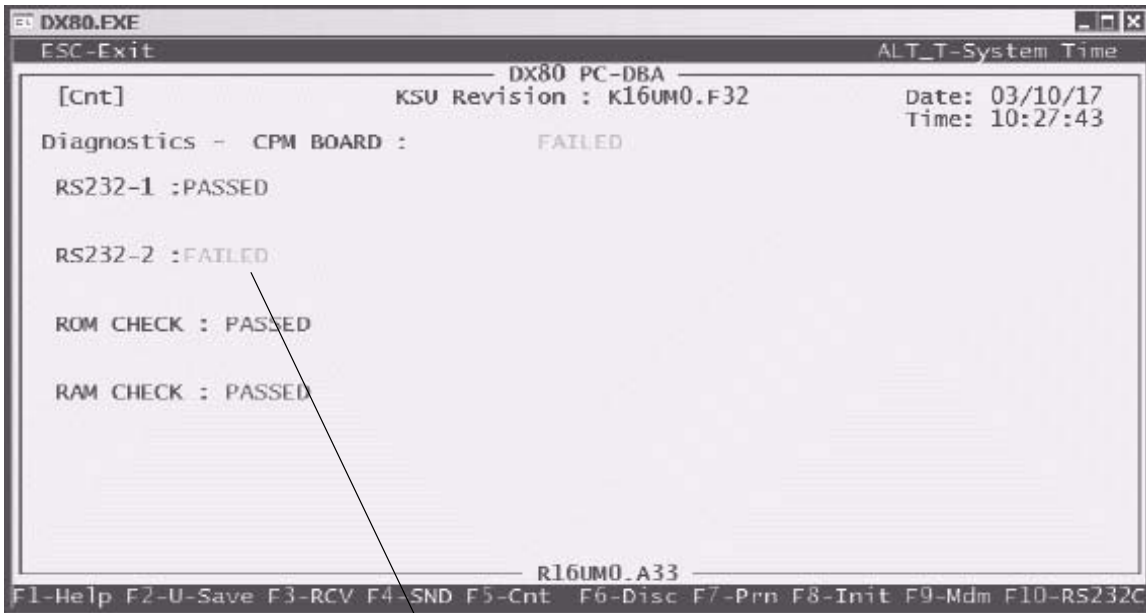 DX80.EXE
ESC-Exit ALT_T-System Time
DX80 PC-DBA
[Cnt] KSU Revision : K16UM0.F32 Date: 03/10/17
Time: 10:27:43
Diagnostics - CPM BOARD : FAILED
RS232-1 :PASSED
RS232-2 :FAILED
ROM CHECK : PASSED
RAM CHECK : PASSED
R16UM0.A33
F1-Help F2-U-Save F3-RCV F4-SND F5-Cnt F6-Disc F7-Prn F8-Init F9-Mdm F10-RS232C